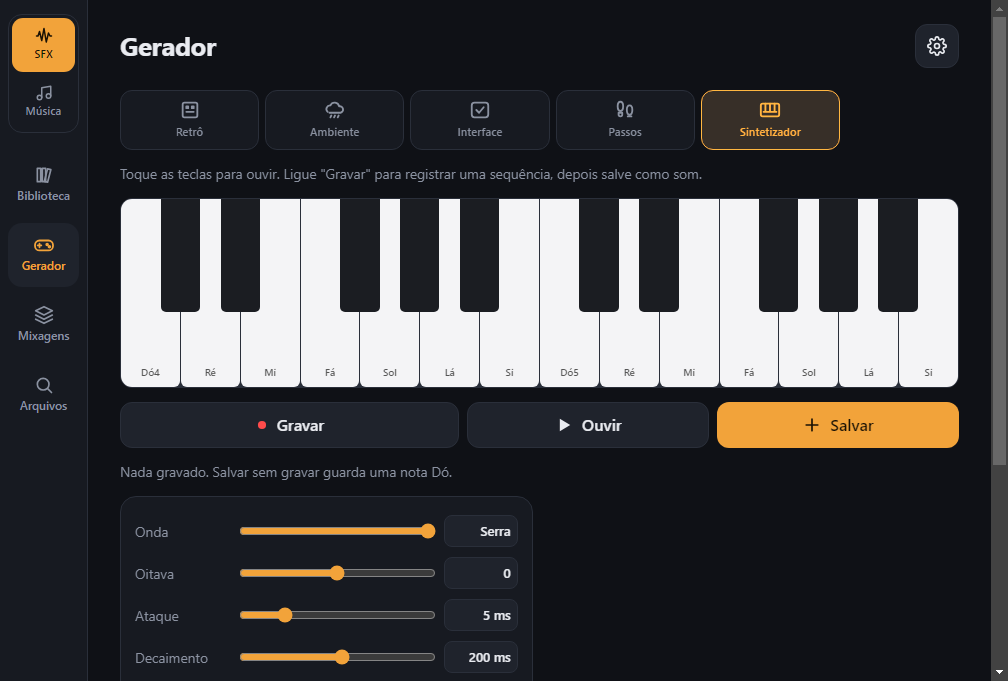 SFX
Música
Biblioteca
Gerador
Mixagens
Arquivos
Gerador
Retrô
Ambiente
Interface
Passos
Sintetizador
Toque as teclas para ouvir. Ligue "Gravar" para registrar uma sequência, depois salve como som.
Dó4 Ré Mi Fá Sol Lá Si Dó5 Ré Mi Fá Sol Lá Si
Gravar
Ouvir
Salvar
Nada gravado. Salvar sem gravar guarda uma nota Dó.
Onda Serra
Oitava 0
Ataque 5 ms
Decaimento 200 ms